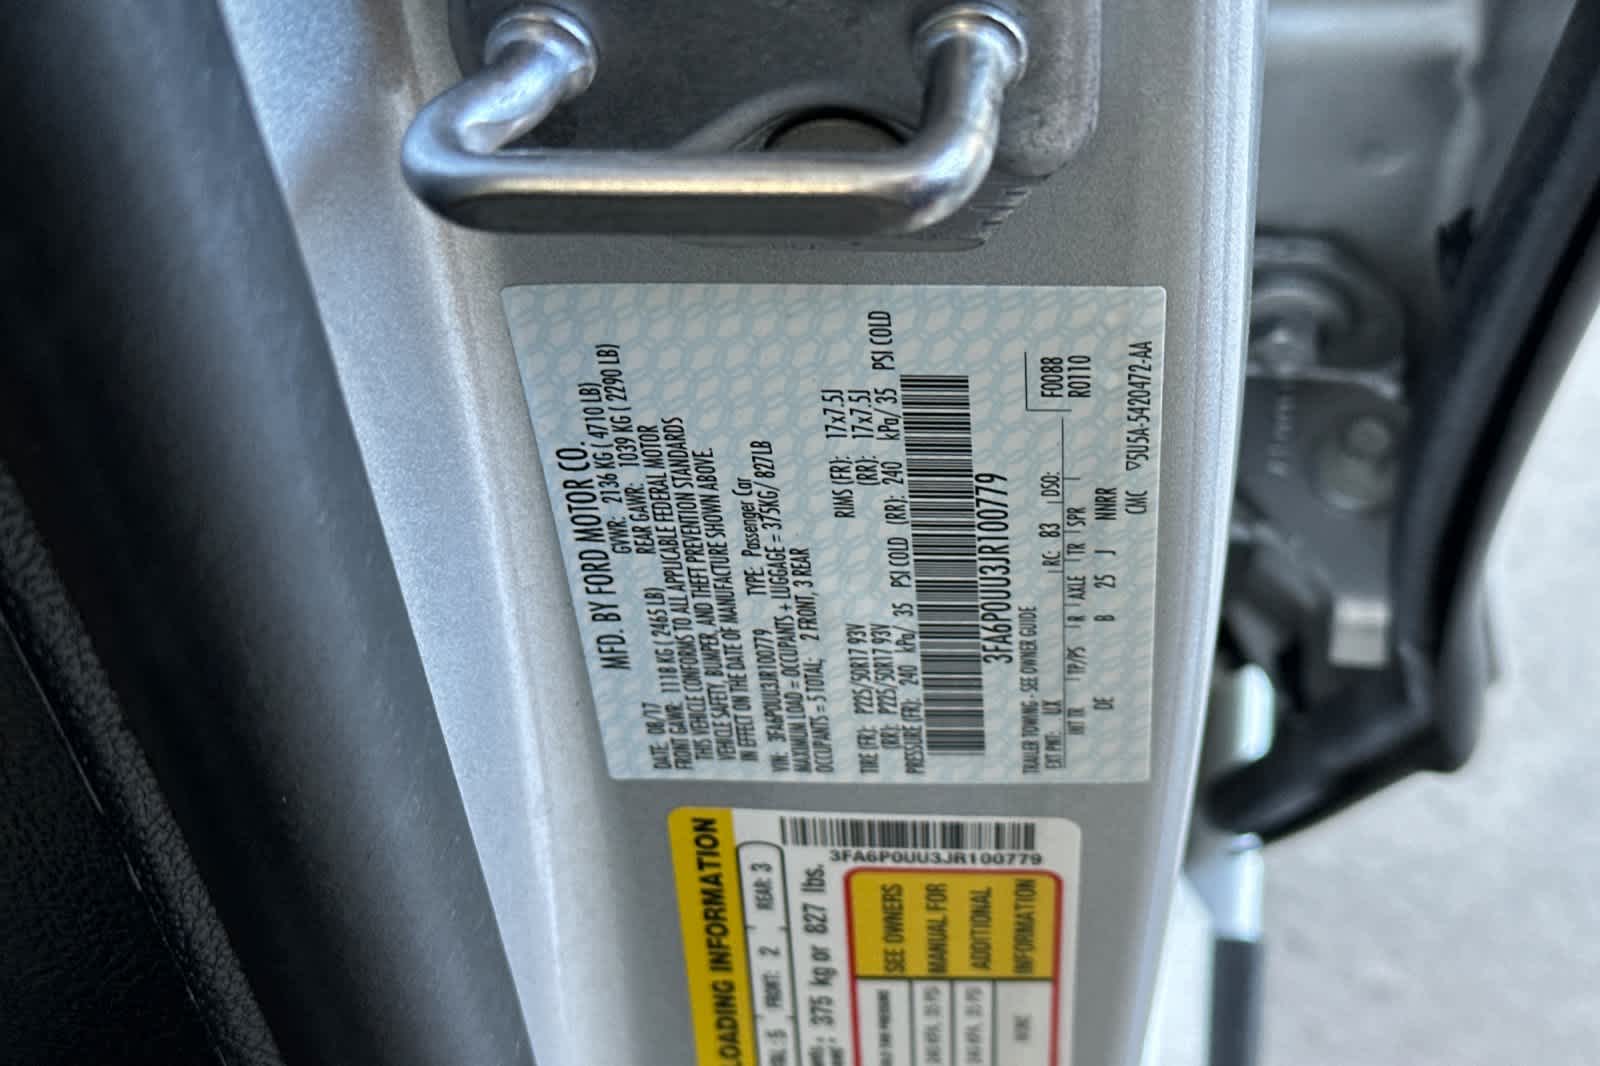 MFD. BY FORD MOTOR CO.
DATE: 08/17 GVWR: 2136 KG ( 4710 LB)
FRONT GAWR: 1118 KG ( 2465 LB) REAR GAWR: 1039 KG ( 2290 LB)
THIS VEHICLE CONFORMS TO ALL APPLICABLE FEDERAL MOTOR
VEHICLE SAFETY, BUMPER, AND THEFT PREVENTION STANDARDS
IN EFFECT ON THE DATE OF MANUFACTURE SHOWN ABOVE.
VIN: 3FA6P0UU3JR100779 TYPE: Passenger Car
MAXIMUM LOAD = OCCUPANTS + LUGGAGE = 375KG/ 827LB
OCCUPANTS = 5 TOTAL; 2 FRONT, 3 REAR
TIRE (FR): P225/50R17 93V RIMS (FR): 17x7.5J
(RR): P225/50R17 93V (RR): 17x7.5J
PRESSURE (FR): 240 kPa/ 35 PSI COLD (RR): 240 kPa/ 35 PSI COLD
3FA6P0UU3JR100779
F0088
R0110
TRAILER TOWING - SEE OWNER GUIDE
EXT PNT: UX RC: 83 DSO:
INT TR TP/PS R AXLE TR SPR
DE B 25 J NNRR
CMC ▽5U5A-5420472-AA
LOADING INFORMATION
FRONT: 2 REAR: 3
375 kg or 827 lbs.
3FA6P0UU3JR100779
SEE OWNERS
MANUAL FOR
ADDITIONAL
INFORMATION